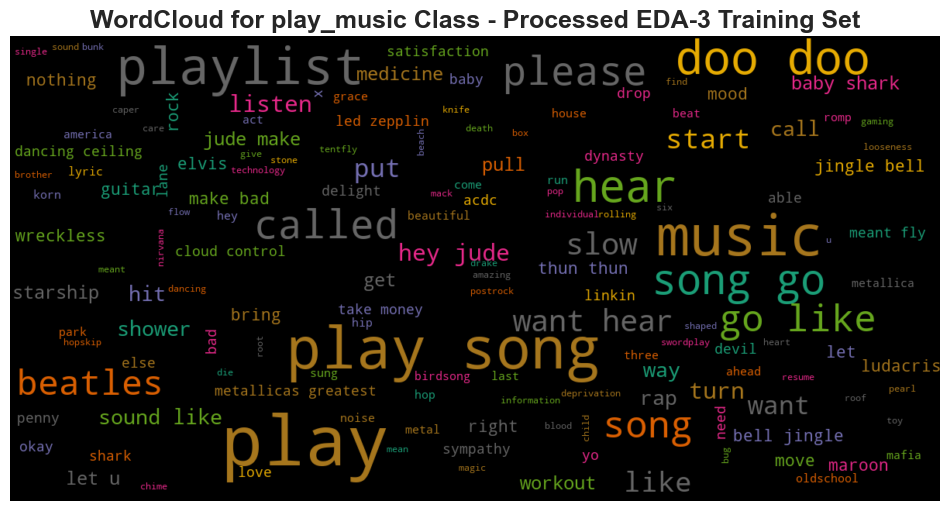 WordCloud for play_music Class - Processed EDA-3 Training Set
single sound bunk playlist satisfaction please doo doo
nothing medicine baby find baby shark
x drop mood
rock listen grace
caper knife house beat romp
act led zepplin start call gaming
america care jude make death box
dancing ceiling give tentfly beach looseness
brother lyric elvis technology stone put pull dynasty jingle bell
lane guitar delight come run hear
korn make bad mack acdc pop able
flow hey called beautiful individual rolling six
wreckless nirvana cloud control hey jude slow music u meant fly
meant drake thun thun
get amazing song go metallica
starship hit dancing postrock linkin
bring take money want hear shaped go like
park shower hip
hopskip bad root play song swordplay heart devil let
else three way ludacris
beatles die sung birdsong last ahead resume
metallicas greatest hop information deprivation rap turn pearl
penny sound like noise want roof
metal right blood child song need toy
okay play mean sympathy yo bell jingle
shark bug mafia
love magic move maroon
let u chime workout like oldschool